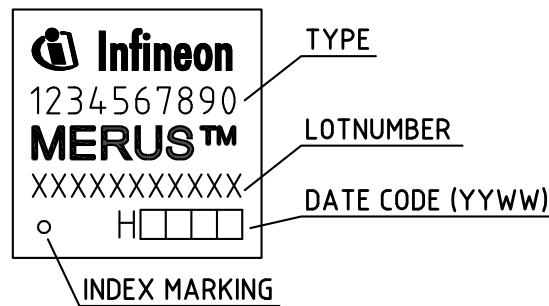 Infineon
TYPE
1234567890
MERUS™
LOTNUMBER
XXXXXXXXXXX
DATE CODE (YYWW)
H
INDEX MARKING